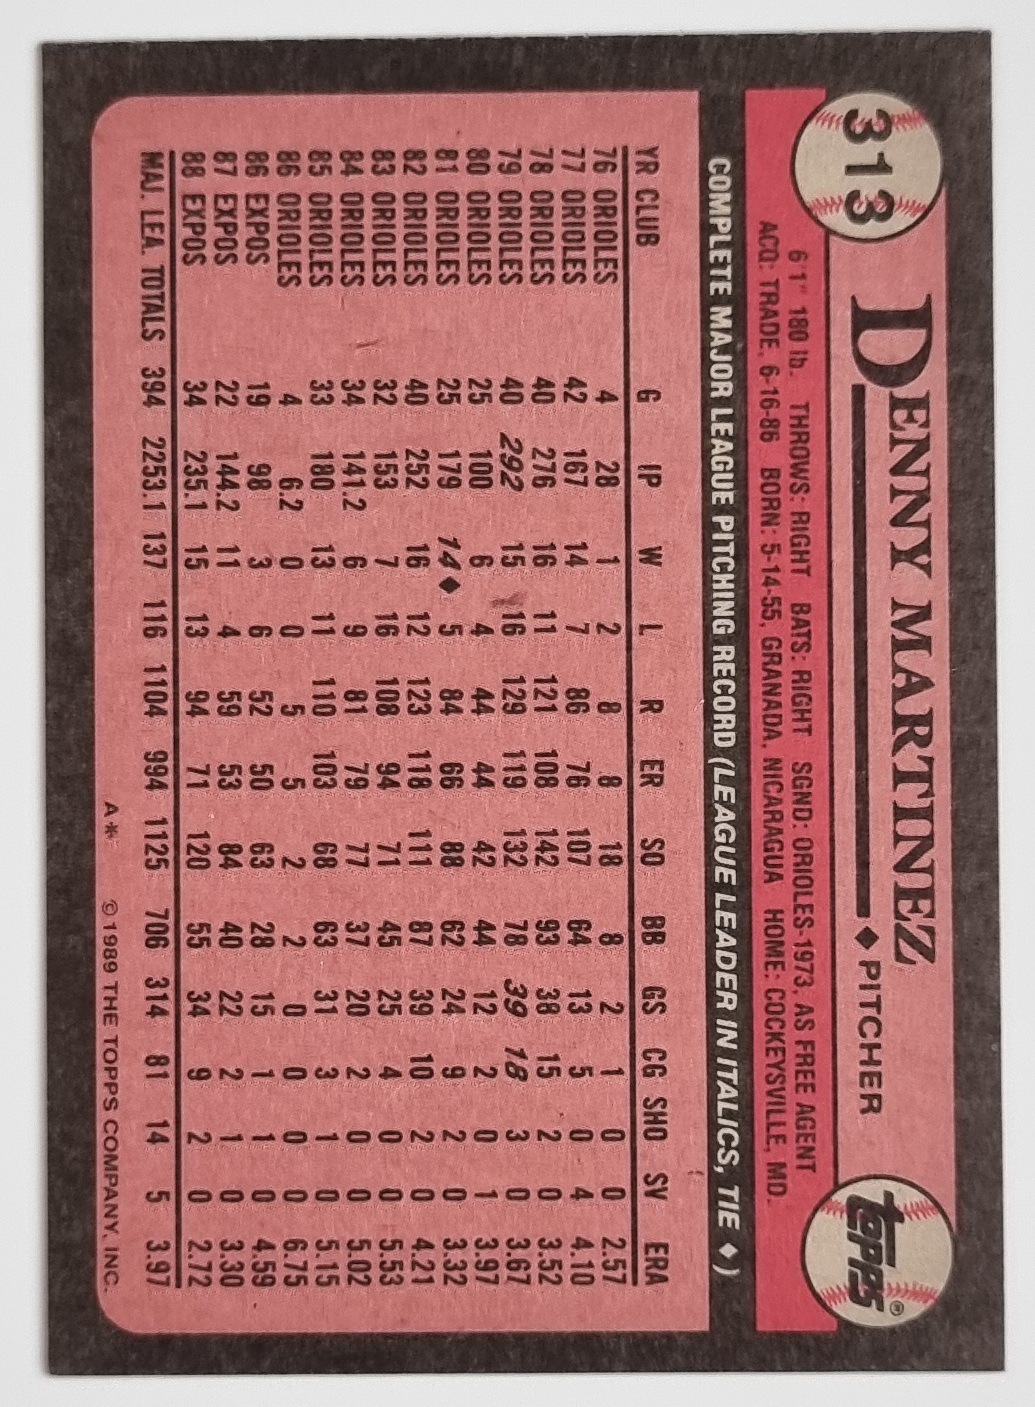 313
DENNY MARTINEZ ♦PITCHER
TOPPS®
6'1" 180 lb. THROWS: RIGHT BATS: RIGHT SGND: ORIOLES-1973, AS FREE AGENT
ACQ: TRADE, 6-16-86 BORN: 5-14-55, GRANADA, NICARAGUA HOME: COCKEYSVILLE, MD.
COMPLETE MAJOR LEAGUE PITCHING RECORD (LEAGUE LEADER IN ITALICS, TIE ♦)
YR CLUB G IP W L R ER SO BB GS CG SHO SV ERA
76 ORIOLES 4 28 1 2 8 8 18 8 2 1 0 0 2.57
77 ORIOLES 42 167 14 7 86 76 107 64 13 5 0 4 4.10
78 ORIOLES 40 276 16 11 121 108 142 93 38 15 2 0 3.52
79 ORIOLES 40 292 15 16 129 119 132 78 39 18 3 0 3.67
80 ORIOLES 25 100 6 4 44 44 42 44 12 2 0 1 3.97
81 ORIOLES 25 179 14♦ 5 84 66 88 62 24 9 2 0 3.32
82 ORIOLES 40 252 16 12 123 118 111 87 39 10 2 0 4.21
83 ORIOLES 32 153 7 16 108 94 71 45 25 4 0 0 5.53
84 ORIOLES 34 141.2 6 9 81 79 77 37 20 2 0 0 5.02
85 ORIOLES 33 180 13 11 110 103 68 63 31 3 1 0 5.15
86 ORIOLES 4 6.2 0 0 5 5 2 2 0 0 0 0 6.75
86 EXPOS 19 98 3 6 52 50 63 28 15 1 1 0 4.59
87 EXPOS 22 144.2 11 4 59 53 84 40 22 2 1 0 3.30
88 EXPOS 34 235.1 15 13 94 71 120 55 34 9 2 0 2.72
MAJ. LEA. TOTALS 394 2253.1 137 116 1104 994 1125 706 314 81 14 5 3.97
A* ©1989 THE TOPPS COMPANY, INC.